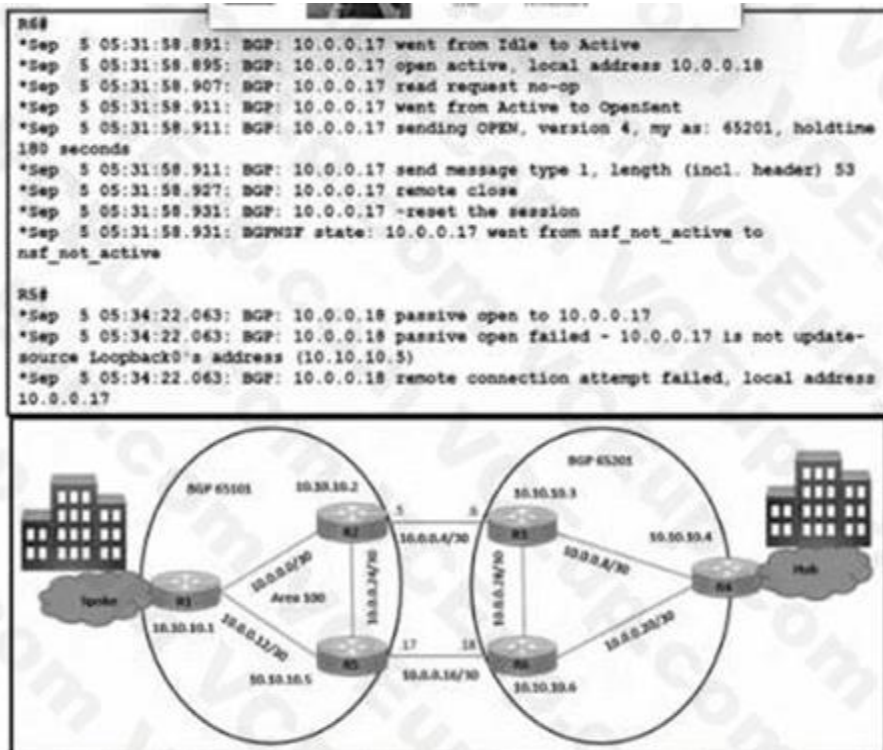 R6#
*Sep 5 05:31:58.891: BGP: 10.0.0.17 went from Idle to Active
*Sep 5 05:31:58.895: BGP: 10.0.0.17 open active, local address 10.0.0.18
*Sep 5 05:31:58.907: BGP: 10.0.0.17 read request no-op
*Sep 5 05:31:58.911: BGP: 10.0.0.17 went from Active to OpenSent
*Sep 5 05:31:58.911: BGP: 10.0.0.17 sending OPEN, version 4, my as: 65201, holdtime
180 seconds
*Sep 5 05:31:58.911: BGP: 10.0.0.17 send message type 1, length (incl. header) 53
*Sep 5 05:31:58.927: BGP: 10.0.0.17 remote close
*Sep 5 05:31:58.931: BGP: 10.0.0.17 -reset the session
*Sep 5 05:31:58.931: BGPNSF state: 10.0.0.17 went from nsf_not_active to
nsf_not_active
R5#
*Sep 5 05:34:22.063: BGP: 10.0.0.18 passive open to 10.0.0.17
*Sep 5 05:34:22.063: BGP: 10.0.0.18 passive open failed - 10.0.0.17 is not update-
source Loopback0's address (10.10.10.5)
*Sep 5 05:34:22.063: BGP: 10.0.0.18 remote connection attempt failed, local address
10.0.0.17
BGP 65101
BGP 65201
10.10.10.2
10.10.10.3
10.10.10.4
R2
.5
.6
R3
10.0.0.4/30
10.0.0.0/30
10.0.0.8/30
Spoke
R1
Area 100
10.0.0.24/30
10.0.0.28/30
R4
Hub
10.10.10.1
10.0.0.12/30
10.0.0.20/30
R5
.17
.18
R6
10.10.10.5
10.0.0.16/30
10.10.10.6